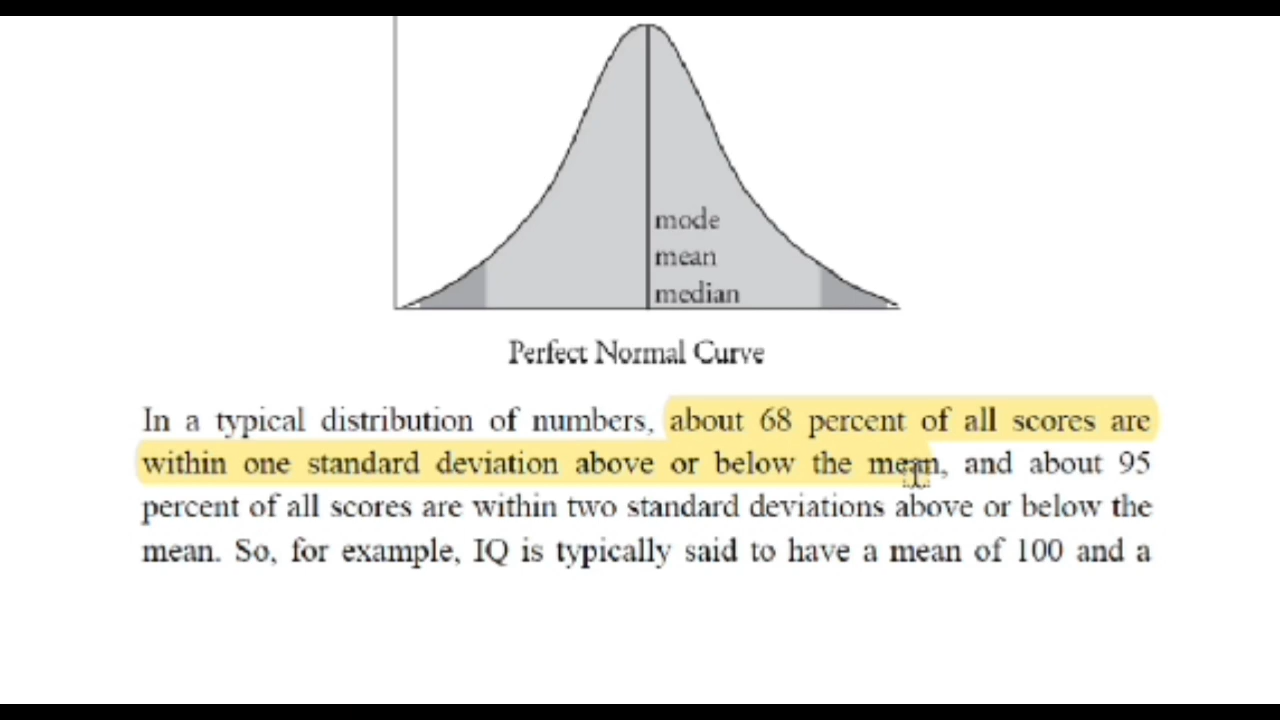 mode
mean
median
Perfect Normal Curve
In a typical distribution of numbers, about 68 percent of all scores are
within one standard deviation above or below the mean, and about 95
percent of all scores are within two standard deviations above or below the
mean. So, for example, IQ is typically said to have a mean of 100 and a